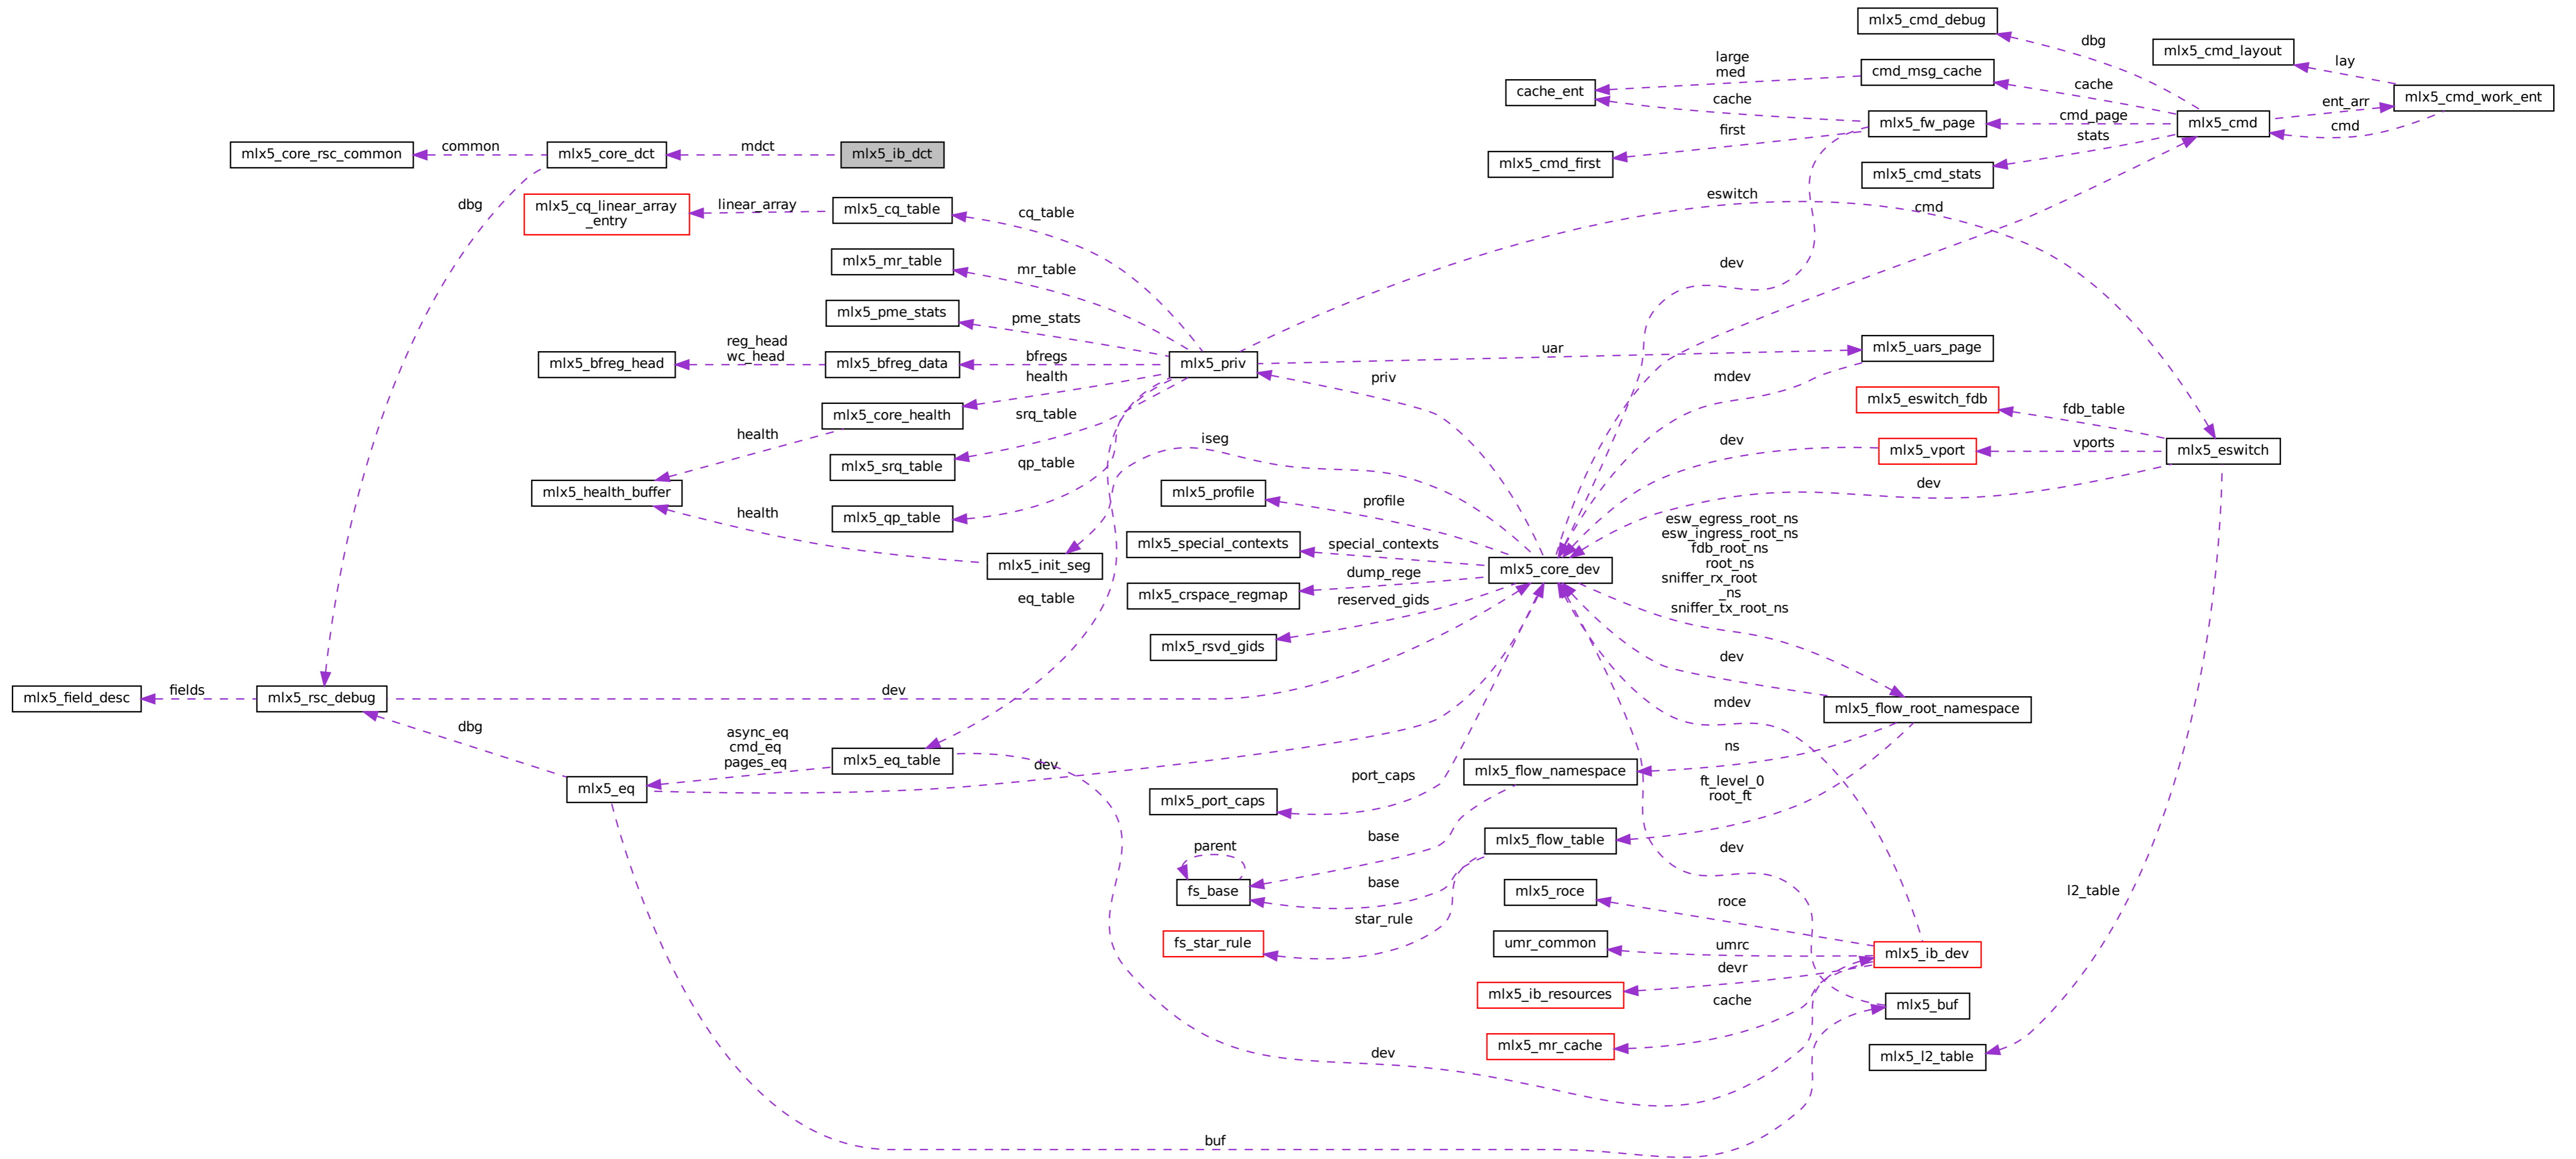 mlx5_cmd_debug
dbg
mlx5_cmd_layout
lay
large
med
cmd_msg_cache
cache
cache_ent
mlx5_cmd_work_ent
ent_arr
cache
cmd_page
mlx5_fw_page
mlx5_cmd
cmd
first
stats
mlx5_core_rsc_common
common
mlx5_core_dct
mdct
mlx5_ib_dct
mlx5_cmd_first
mlx5_cmd_stats
eswitch
dbg
mlx5_cq_linear_array
_entry
linear_array
mlx5_cq_table
cq_table
cmd
mlx5_mr_table
mr_table
dev
mlx5_pme_stats
pme_stats
reg_head
wc_head
mlx5_bfreg_head
mlx5_bfreg_data
bfregs
mlx5_priv
uar
mlx5_uars_page
health
priv
mdev
mlx5_eswitch_fdb
fdb_table
mlx5_core_health
srq_table
health
iseg
dev
mlx5_vport
vports
mlx5_eswitch
mlx5_srq_table
qp_table
dev
mlx5_health_buffer
mlx5_profile
profile
health
mlx5_qp_table
esw_egress_root_ns
esw_ingress_root_ns
fdb_root_ns
root_ns
sniffer_rx_root
_ns
sniffer_tx_root_ns
mlx5_special_contexts
special_contexts
mlx5_init_seg
mlx5_core_dev
dump_rege
mlx5_crspace_regmap
eq_table
reserved_gids
mlx5_rsvd_gids
dev
mlx5_field_desc
fields
mlx5_rsc_debug
dev
mdev
mlx5_flow_root_namespace
dbg
async_eq
cmd_eq
pages_eq
mlx5_eq_table
dev
ns
mlx5_flow_namespace
port_caps
ft_level_0
root_ft
mlx5_eq
mlx5_port_caps
base
mlx5_flow_table
parent
dev
fs_base
base
mlx5_roce
roce
l2_table
star_rule
fs_star_rule
umr_common
umrc
mlx5_ib_dev
devr
mlx5_ib_resources
cache
mlx5_buf
mlx5_mr_cache
dev
mlx5_l2_table
buf